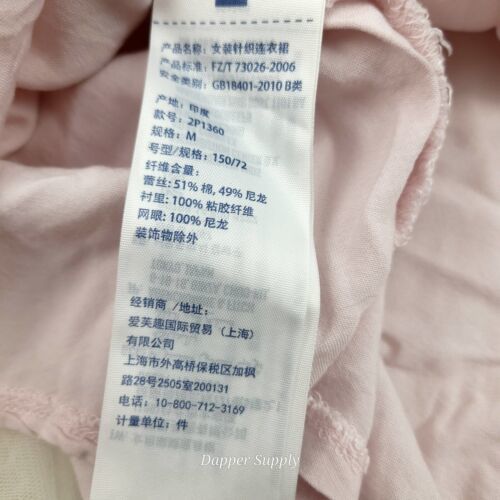 产品名称: 女装针织连衣裙
产品标准: FZ/T 73026-2006
安全类别: GB18401-2010 B类
产地: 印度
款号: 2P1360
规格: M
号型/规格: 150/72
纤维含量:
蕾丝: 51% 棉, 49% 尼龙
衬里: 100% 粘胶纤维
网眼: 100% 尼龙
装饰物除外
经销商 /地址:
爱芙趣国际贸易（上海）
有限公司
上海市外高桥保税区加枫
路28号2505室200131
电话: 10-800-712-3169
计量单位: 件
Dapper Supply